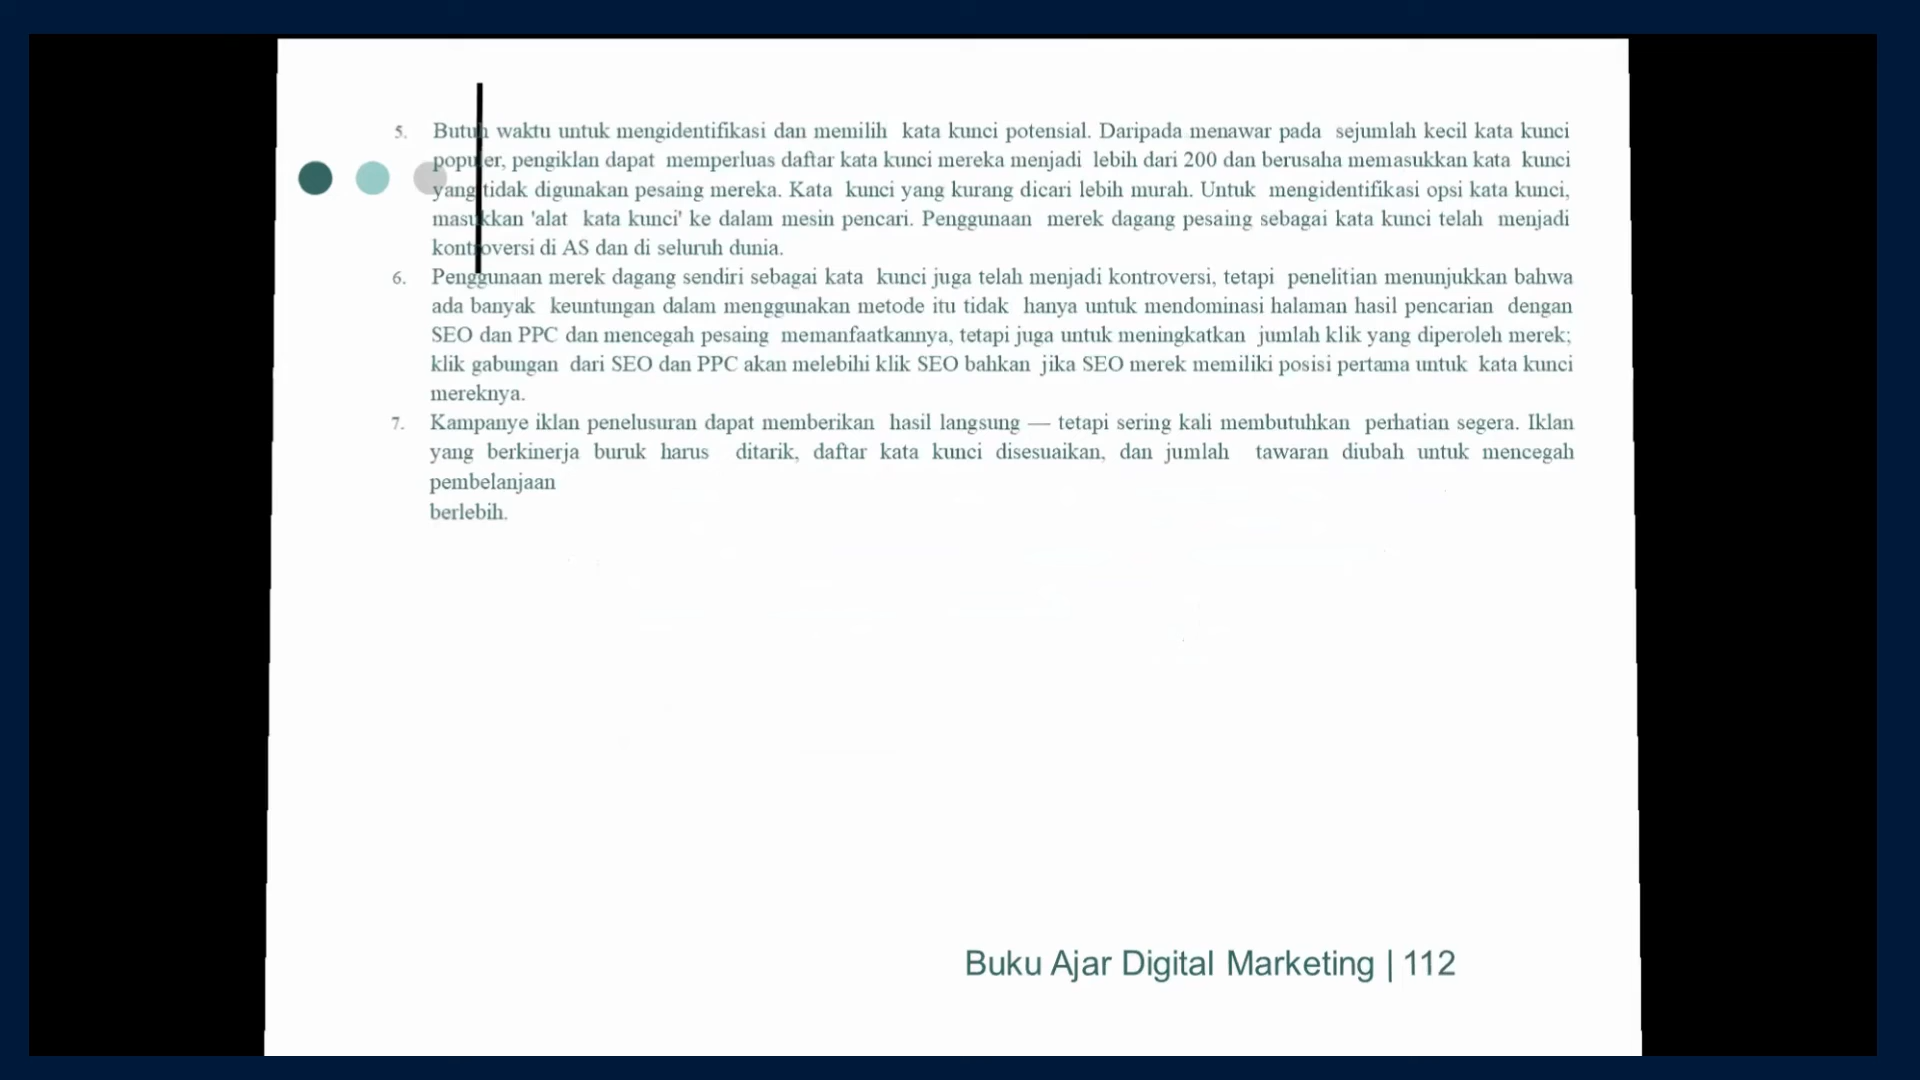 5. Butuh waktu untuk mengidentifikasi dan memilih kata kunci potensial. Daripada menawar pada sejumlah kecil kata kunci
populer, pengiklan dapat memperluas daftar kata kunci mereka menjadi lebih dari 200 dan berusaha memasukkan kata kunci
yang tidak digunakan pesaing mereka. Kata kunci yang kurang dicari lebih murah. Untuk mengidentifikasi opsi kata kunci,
masukkan 'alat kata kunci' ke dalam mesin pencari. Penggunaan merek dagang pesaing sebagai kata kunci telah menjadi
kontroversi di AS dan di seluruh dunia.
6. Penggunaan merek dagang sendiri sebagai kata kunci juga telah menjadi kontroversi, tetapi penelitian menunjukkan bahwa
ada banyak keuntungan dalam menggunakan metode itu tidak hanya untuk mendominasi halaman hasil pencarian dengan
SEO dan PPC dan mencegah pesaing memanfaatkannya, tetapi juga untuk meningkatkan jumlah klik yang diperoleh merek;
klik gabungan dari SEO dan PPC akan melebihi klik SEO bahkan jika SEO merek memiliki posisi pertama untuk kata kunci
mereknya.
7. Kampanye iklan penelusuran dapat memberikan hasil langsung — tetapi sering kali membutuhkan perhatian segera. Iklan
yang berkinerja buruk harus ditarik, daftar kata kunci disesuaikan, dan jumlah tawaran diubah untuk mencegah
pembelanjaan
berlebih.
Buku Ajar Digital Marketing | 112